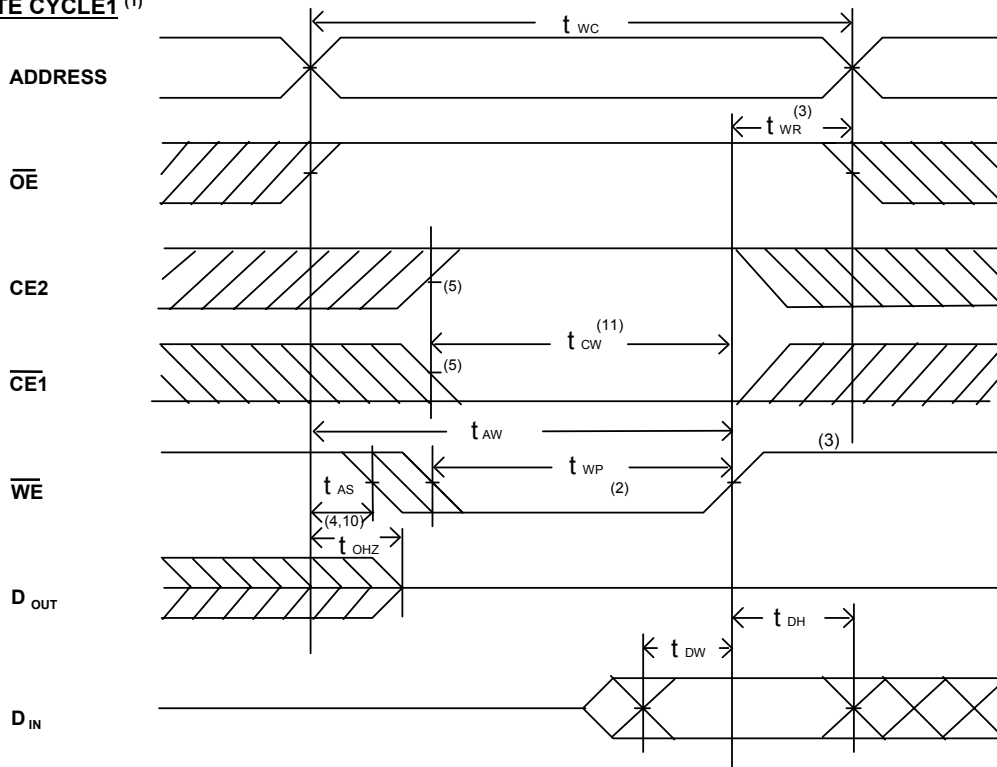 TE CYCLE1 (1)
t WC
ADDRESS
t WR (3)
OE
CE2
(5)
t CW (11)
CE1
(5)
t AW
(3)
WE
t WP
(2)
t AS
(4,10)
t OHZ
D OUT
t DH
t DW
D IN